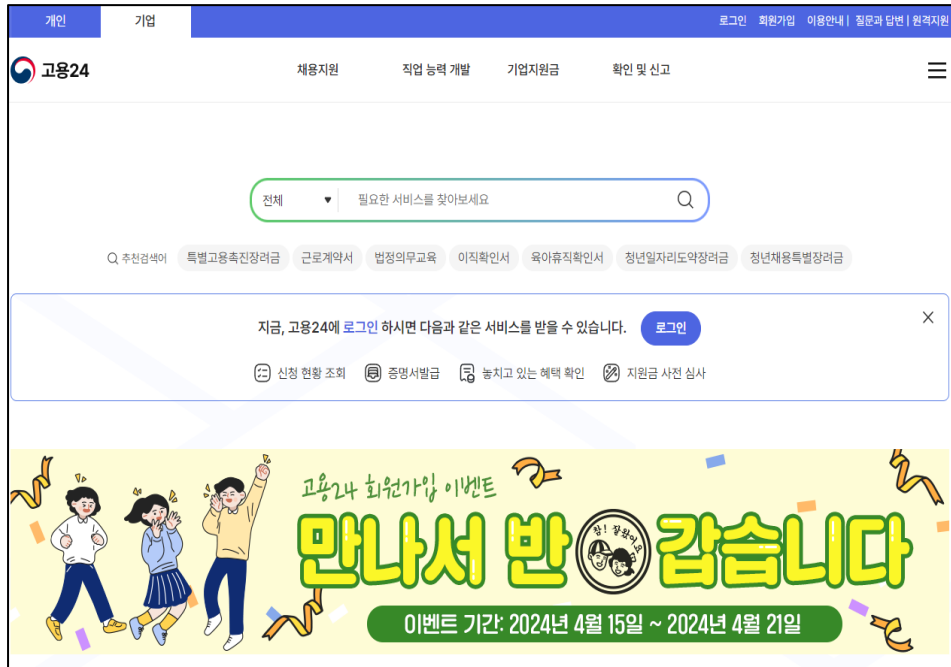 개인 기업 로그인 회원가입 이용안내 | 질문과 답변 | 원격지원
고용24 채용지원 직업 능력 개발 기업지원금 확인 및 신고
전체 필요한 서비스를 찾아보세요
추천검색어 특별고용촉진장려금 근로계약서 법정의무교육 이직확인서 육아휴직확인서 청년일자리도약장려금 청년채용특별장려금
지금, 고용24에 로그인 하시면 다음과 같은 서비스를 받을 수 있습니다. 로그인
신청 현황 조회 증명서발급 놓치고 있는 혜택 확인 지원금 사전 심사
고용24 회원가입 이벤트
참! 잘왔어요
만나서 반갑습니다
이벤트 기간: 2024년 4월 15일 ~ 2024년 4월 21일